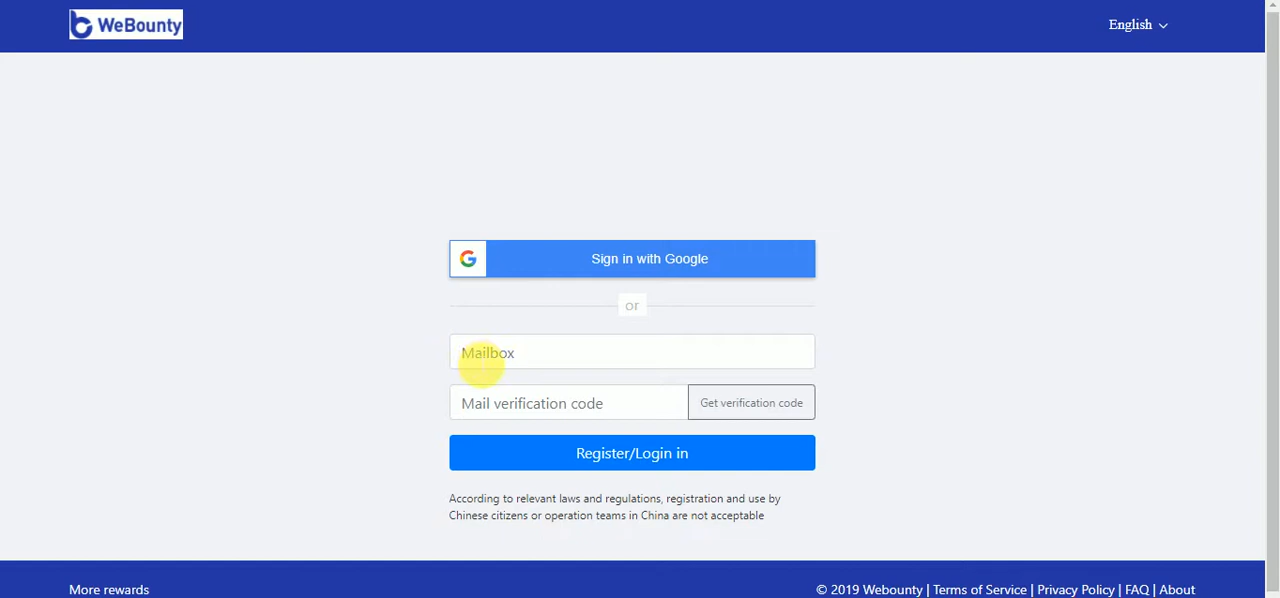 WeBounty
English
Sign in with Google
or
Mailbox
Mail verification code
Get verification code
Register/Login in
According to relevant laws and regulations, registration and use by
Chinese citizens or operation teams in China are not acceptable
More rewards
© 2019 Webounty | Terms of Service | Privacy Policy | FAQ | About